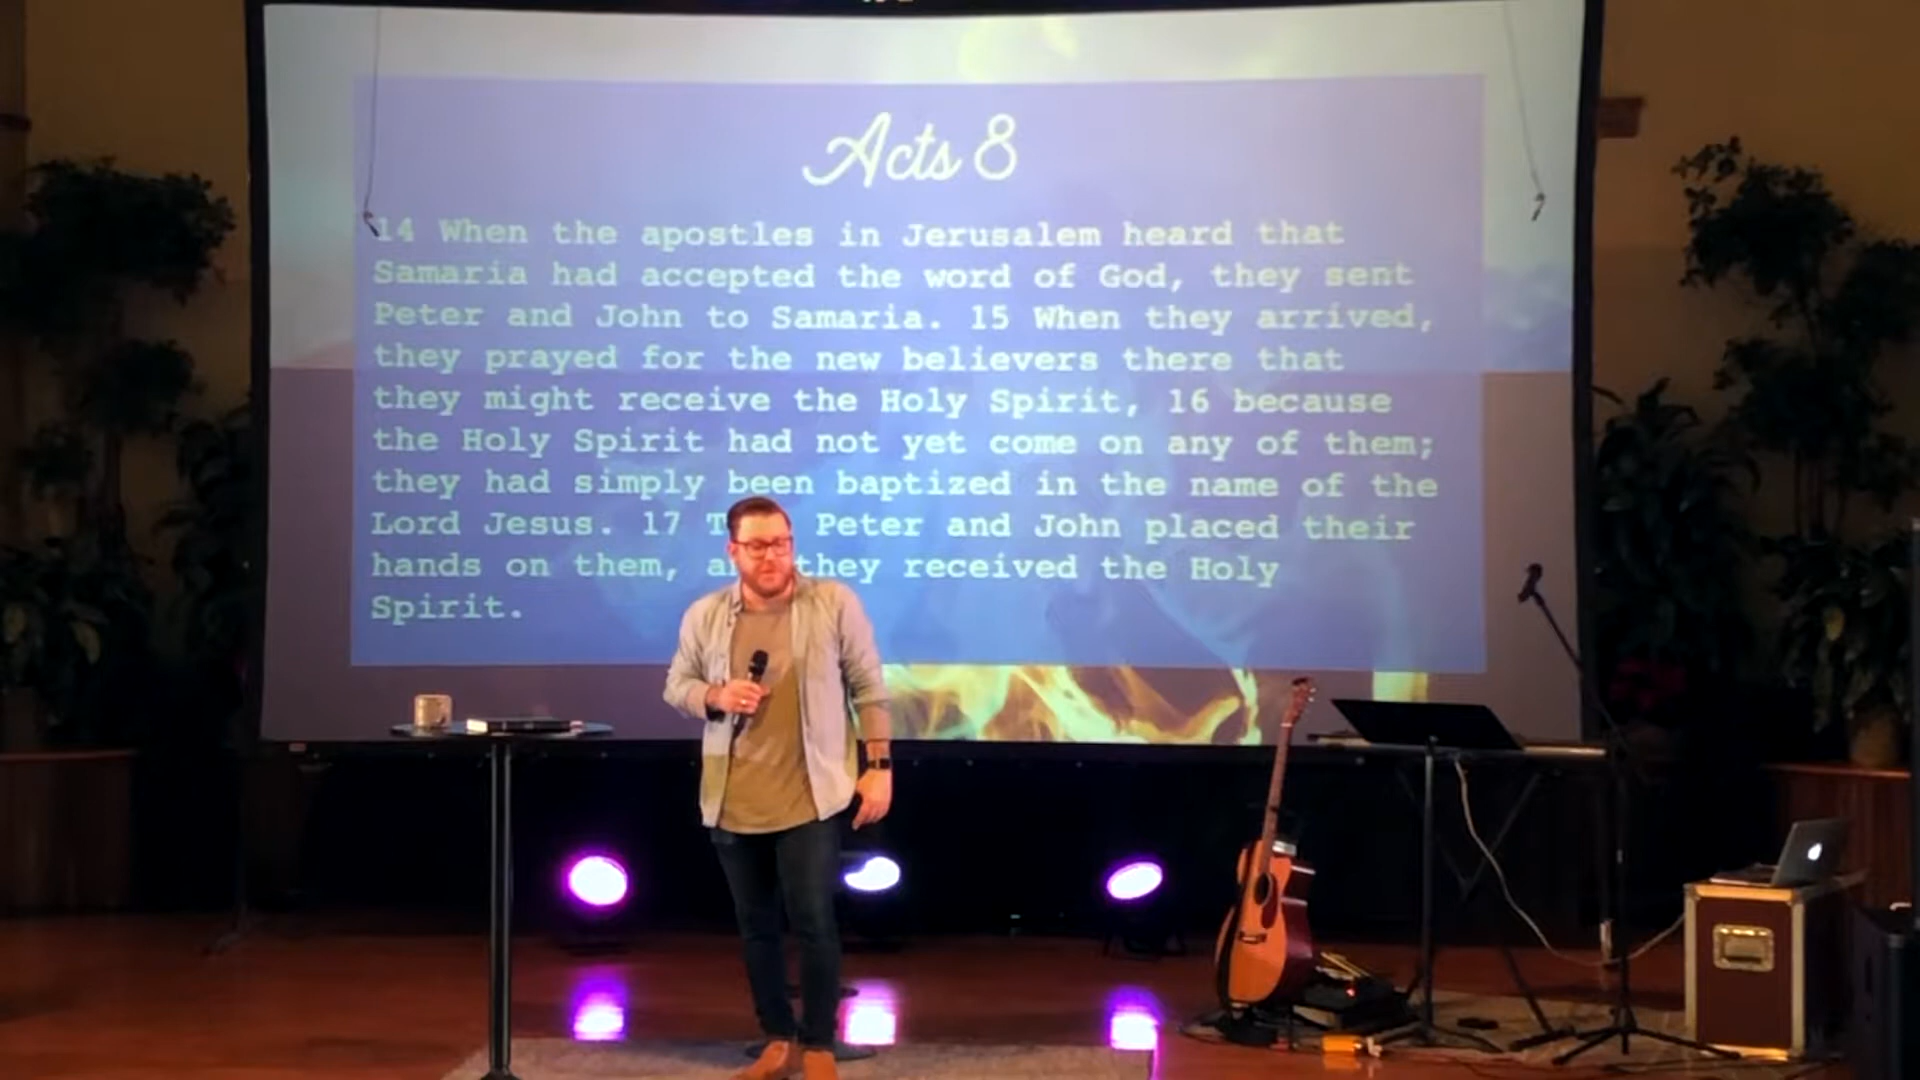 Acts 8
14 When the apostles in Jerusalem heard that
Samaria had accepted the word of God, they sent
Peter and John to Samaria. 15 When they arrived,
they prayed for the new believers there that
they might receive the Holy Spirit, 16 because
the Holy Spirit had not yet come on any of them;
they had simply been baptized in the name of the
Lord Jesus. 17 Peter and John placed their
hands on them, they received the Holy
Spirit.